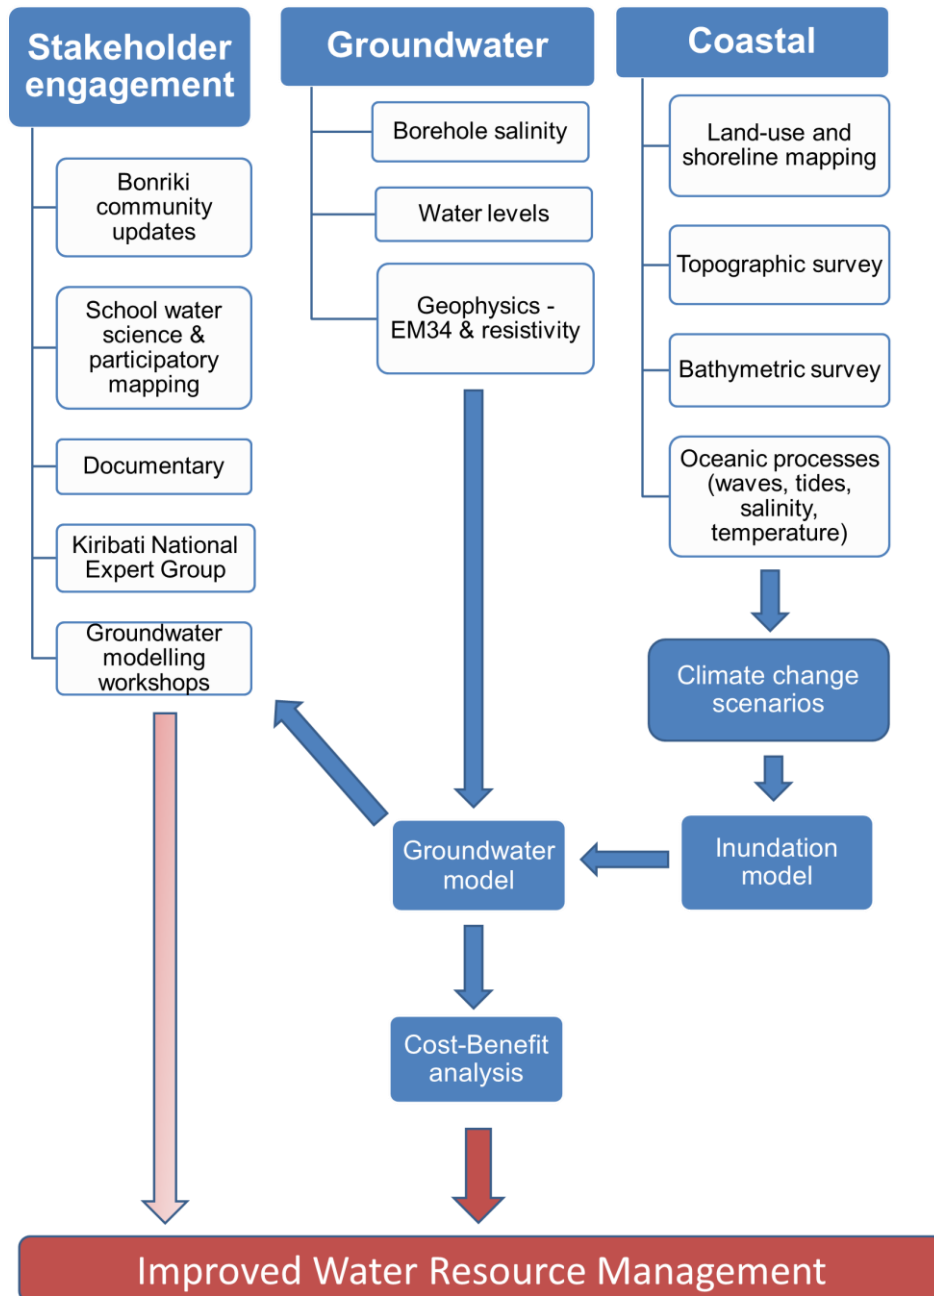 Stakeholder
engagement
Bonriki
community
updates
School water
science &
participatory
mapping
Documentary
Kiribati National
Expert Group
Groundwater
modelling
workshops
Groundwater
Borehole salinity
Water levels
Geophysics -
EM34 & resistivity
Coastal
Land-use and
shoreline mapping
Topographic survey
Bathymetric survey
Oceanic processes
(waves, tides,
salinity,
temperature)
Climate change
scenarios
Inundation
model
Groundwater
model
Cost-Benefit
analysis
Improved Water Resource Management